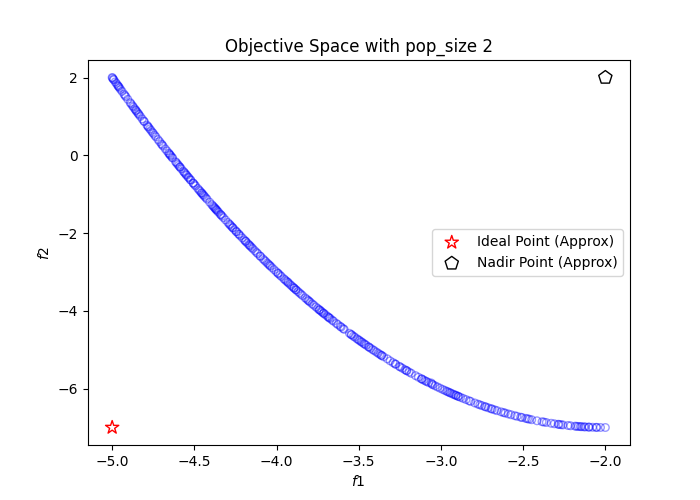 Objective Space with pop_size 2
2
0
−2
−4
−6
f2
Ideal Point (Approx)
Nadir Point (Approx)
−5.0 −4.5 −4.0 −3.5 −3.0 −2.5 −2.0
f1